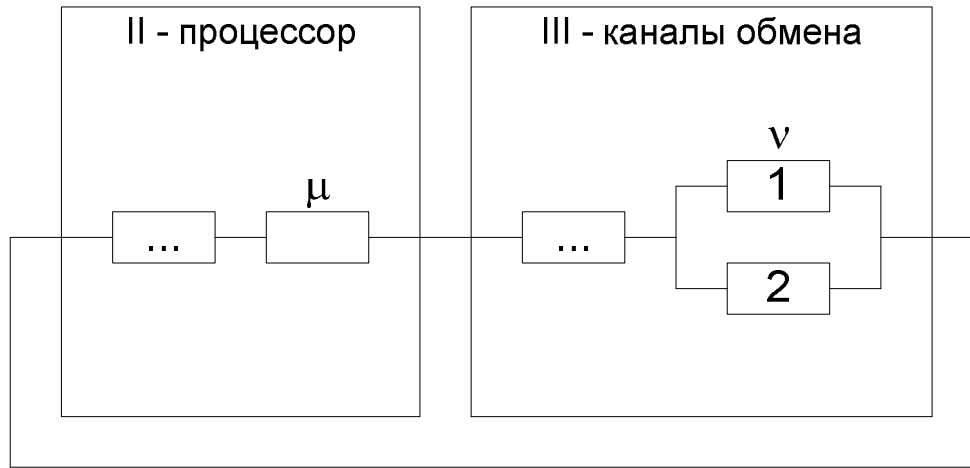 II - процессор
III - каналы обмена
ν
1
μ
...
...
2